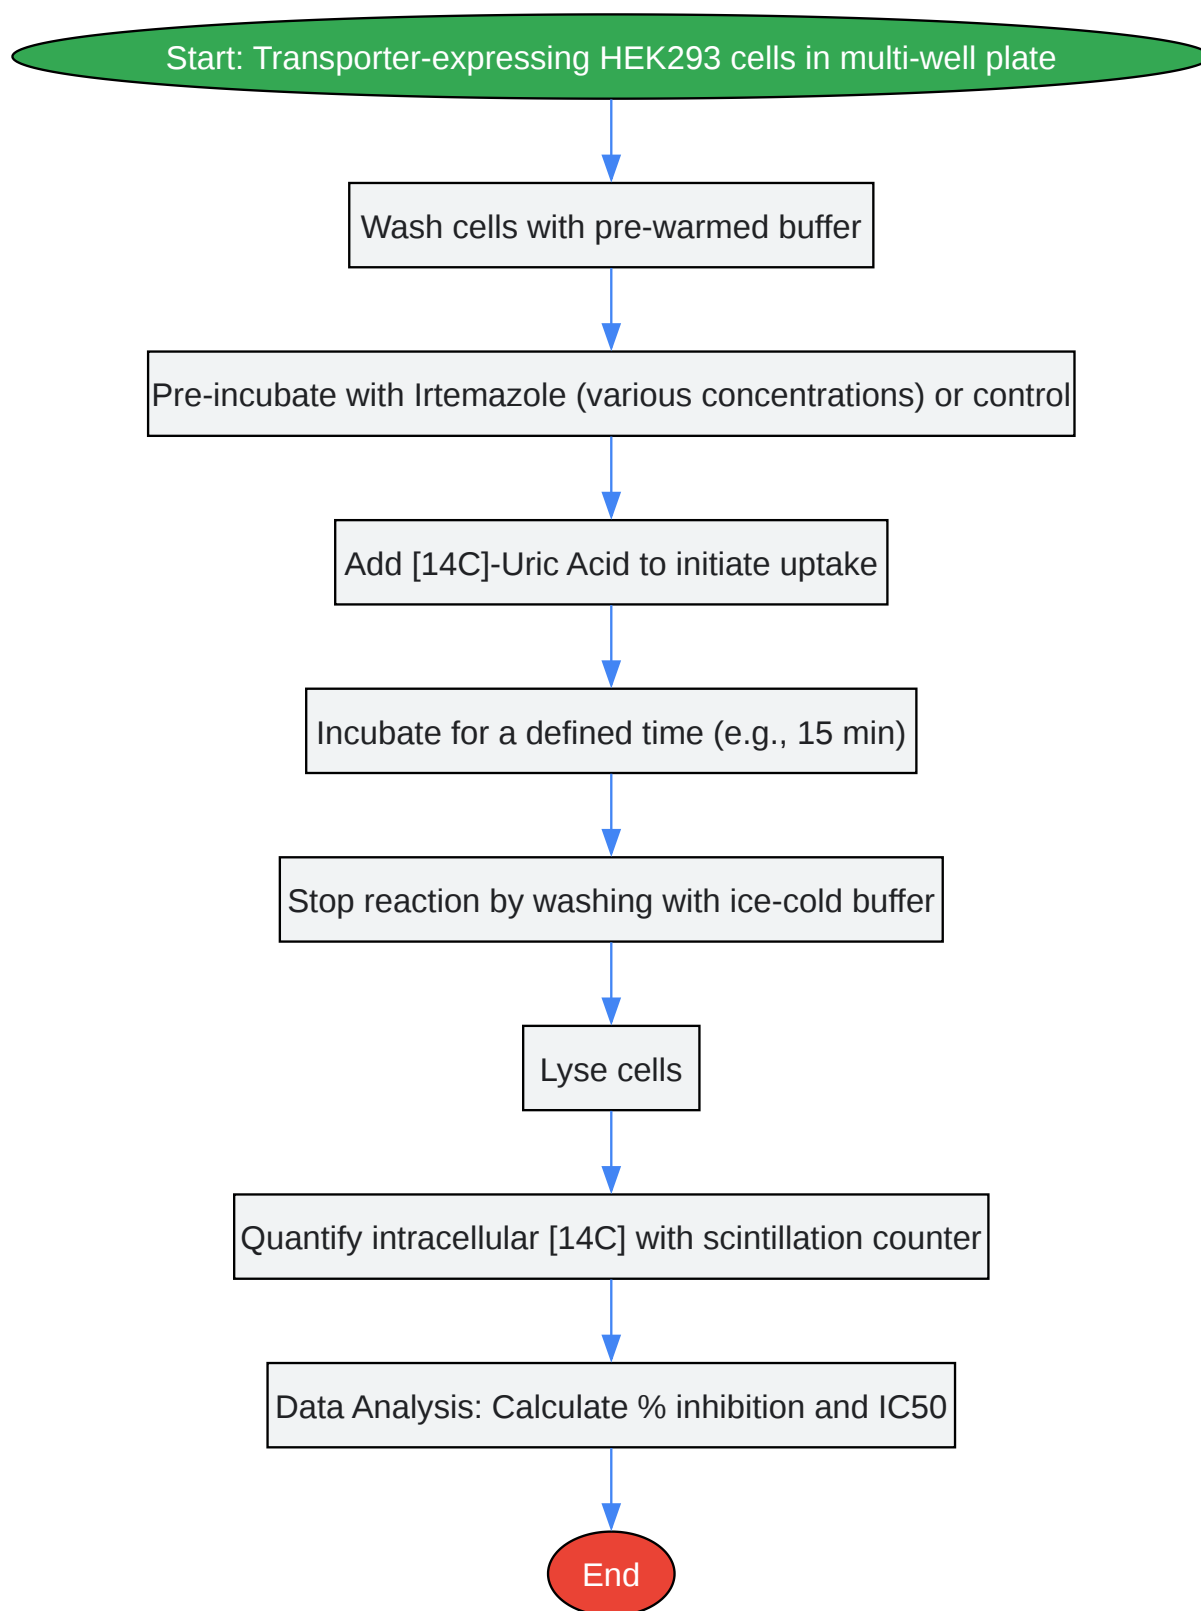 Start: Transporter-expressing HEK293 cells in multi-well plate
Wash cells with pre-warmed buffer
Pre-incubate with Irtemazole (various concentrations) or control
Add [14C]-Uric Acid to initiate uptake
Incubate for a defined time (e.g., 15 min)
Stop reaction by washing with ice-cold buffer
Lyse cells
Quantify intracellular [14C] with scintillation counter
Data Analysis: Calculate % inhibition and IC50
End